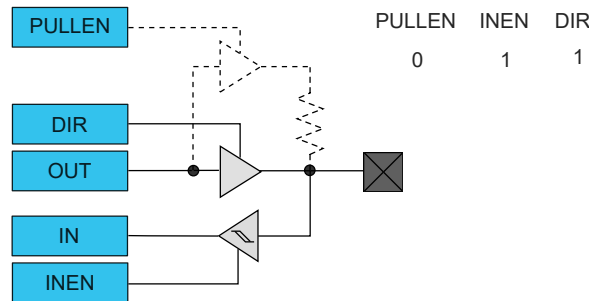 PULLEN
PULLEN INEN DIR
0 1 1
DIR
OUT
IN
INEN